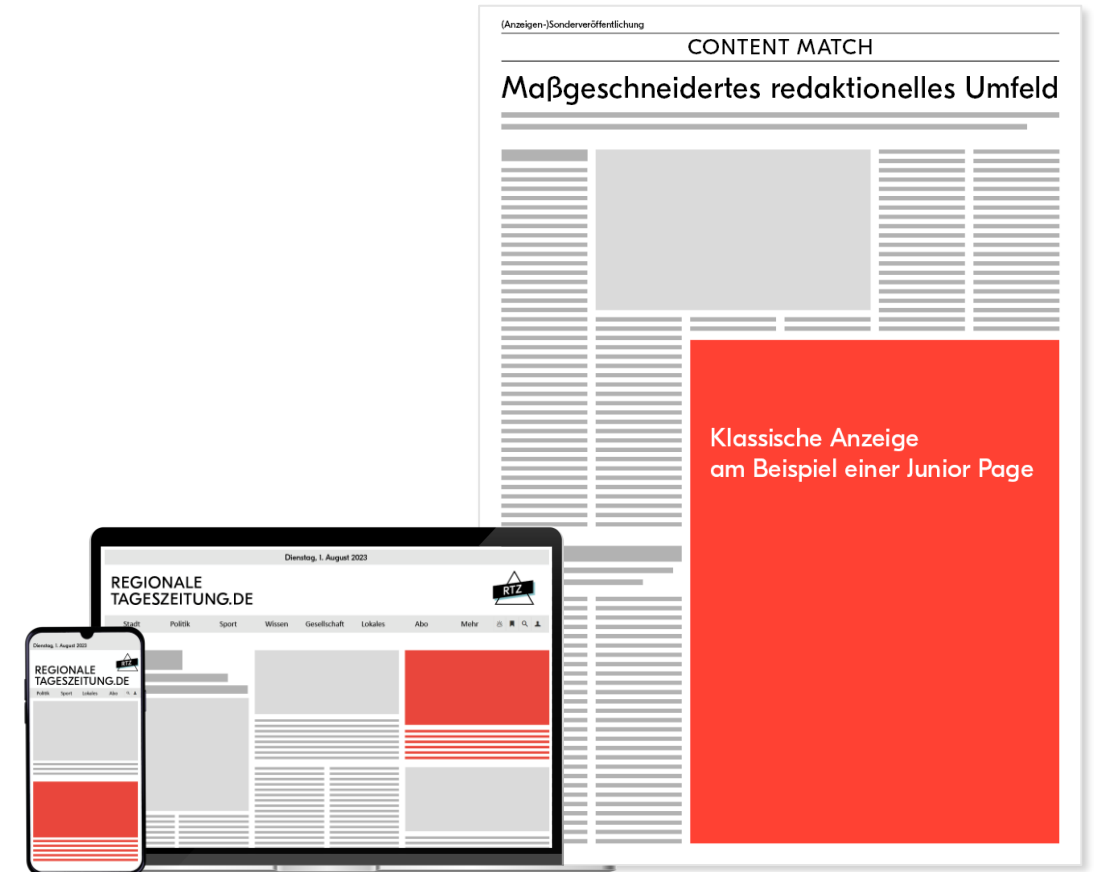 (Anzeigen-)Sonderveröffentlichung
CONTENT MATCH
Maßgeschneidertes redaktionelles Umfeld
Klassische Anzeige
am Beispiel einer Junior Page
Dienstag, 1. August 2023
REGIONALE
TAGESZEITUNG.DE
RTZ
Stadt Politik Sport Wissen Gesellschaft Lokales Abo Mehr
Dienstag, 1. August 2023
RTZ
REGIONALE
TAGESZEITUNG.DE
Politik Sport Lokales Abo